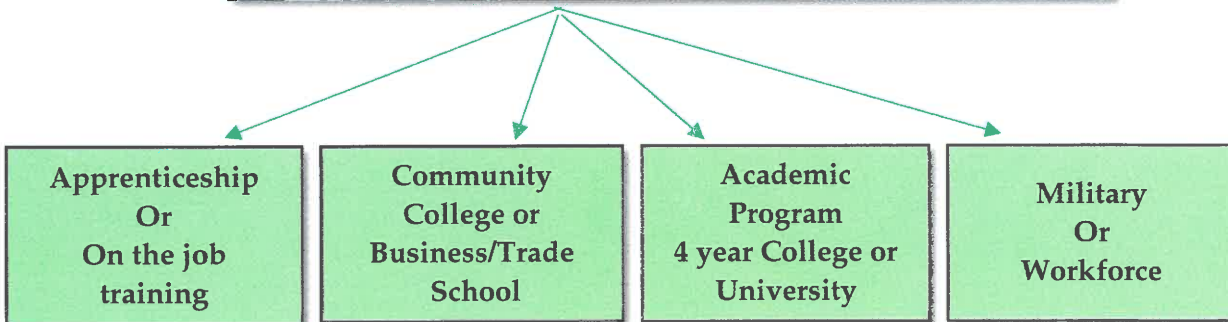 Apprenticeship
Or
On the job
training
Community
College or
Business/Trade
School
Academic
Program
4 year College or
University
Military
Or
Workforce